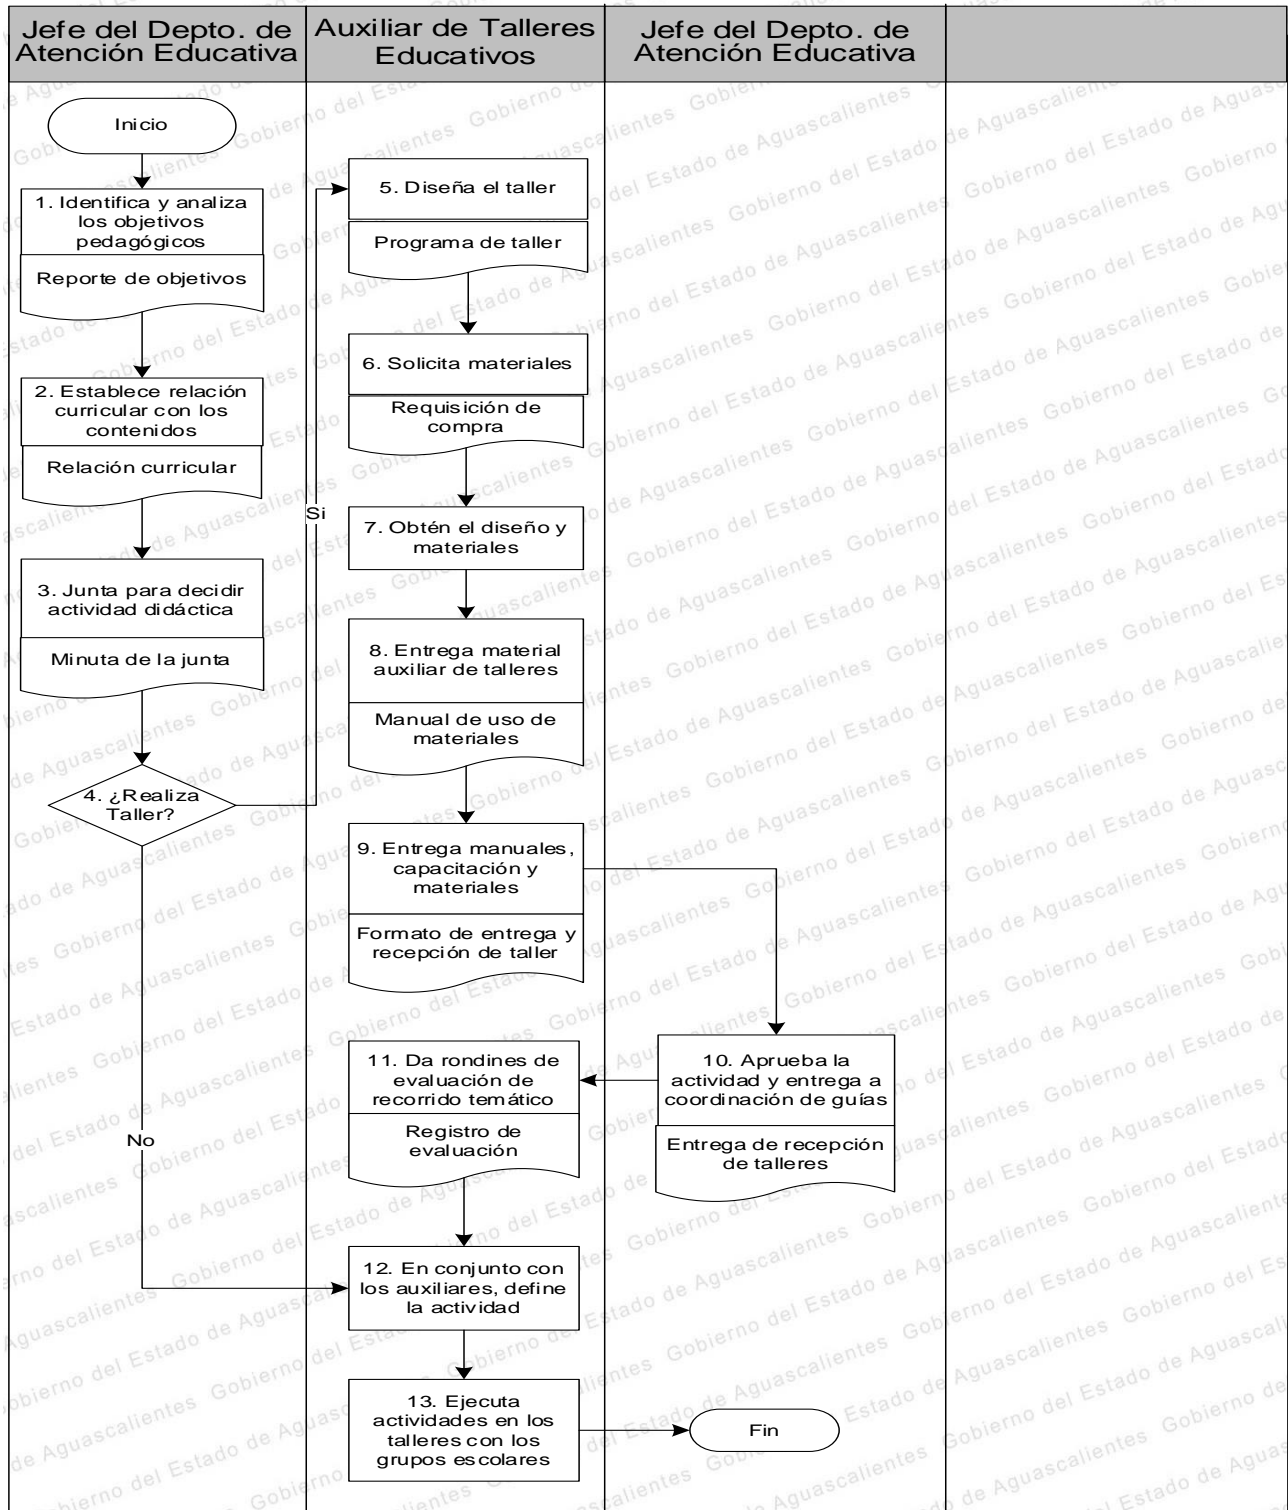 Jefe del Depto. de
Atención Educativa
Auxiliar de Talleres
Educativos
Jefe del Depto. de
Atención Educativa
Inicio
1. Identifica y analiza
los objetivos
pedagógicos
Reporte de objetivos
2. Establece relación
curricular con los
contenidos
Relación curricular
3. Junta para decidir
actividad didáctica
Minuta de la junta
4. ¿Realiza
Taller?
Si
No
5. Diseña el taller
Programa de taller
6. Solicita materiales
Requisición de
compra
7. Obtén el diseño y
materiales
8. Entrega material
auxiliar de talleres
Manual de uso de
materiales
9. Entrega manuales,
capacitación y
materiales
Formato de entrega y
recepción de taller
10. Aprueba la
actividad y entrega a
coordinación de guías
Entrega de recepción
de talleres
11. Da rondines de
evaluación de
recorrido temático
Registro de
evaluación
12. En conjunto con
los auxiliares, define
la actividad
13. Ejecuta
actividades en los
talleres con los
grupos escolares
Fin
Gobierno del Estado de Aguascalientes